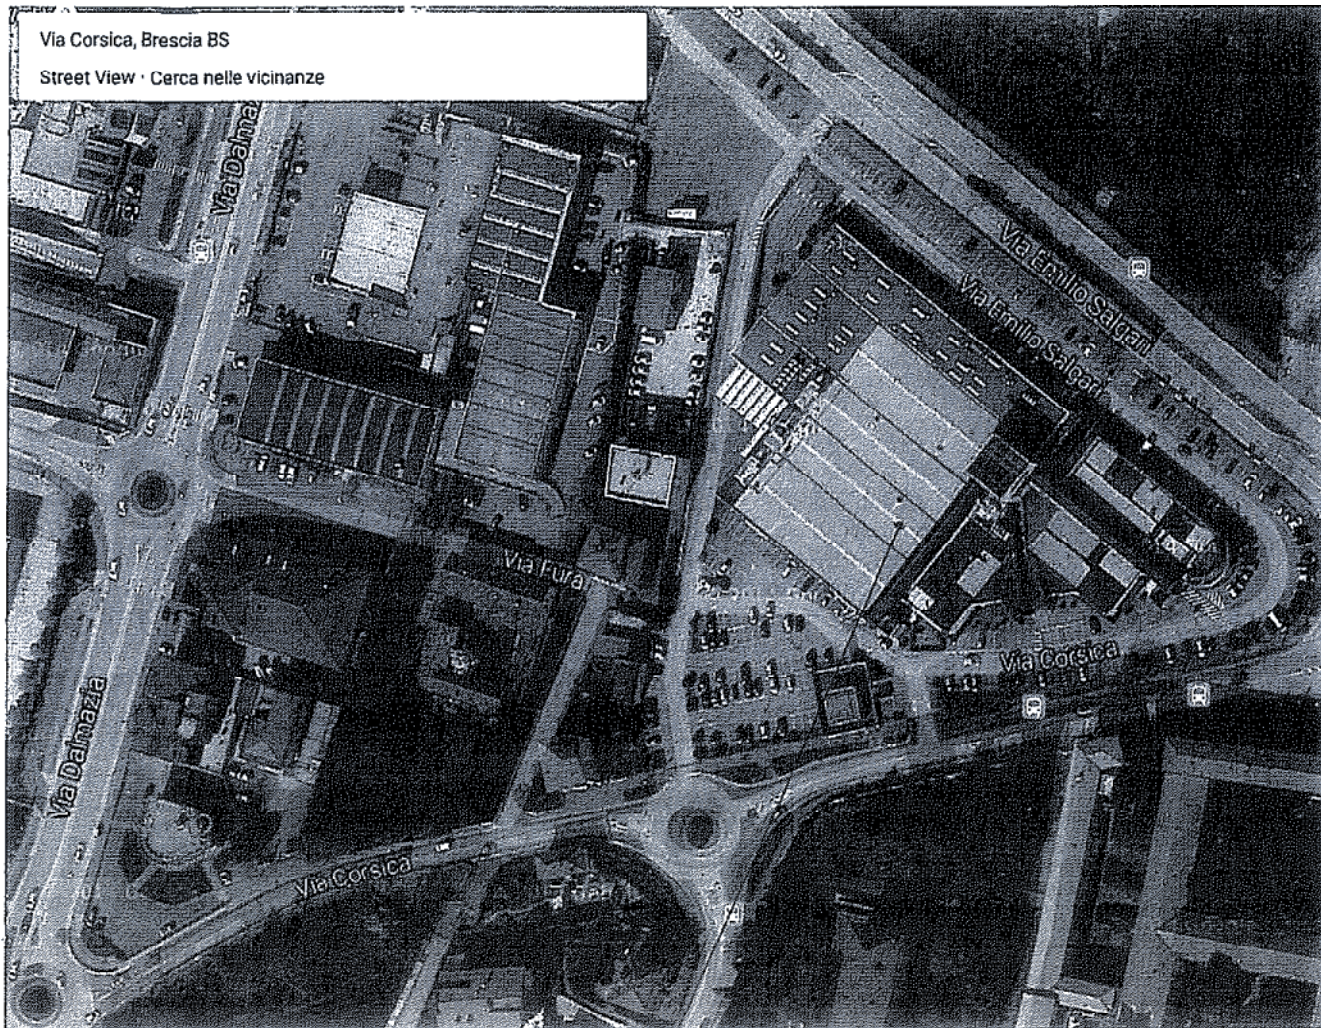 Via Corsica, Brescia BS
Street View · Cerca nelle vicinanze
Via Dalmaz
Via Emilio Salgari
Via Emilio Salgari
Via Fura
Via Corsica
Via Dalmazia
Via Corsica